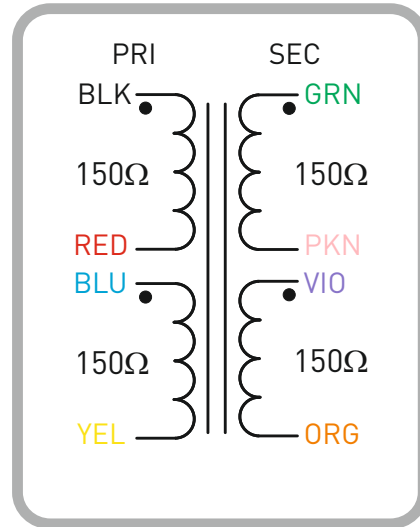 PRI SEC
BLK GRN
150Ω 150Ω
RED PKN
BLU VIO
150Ω 150Ω
YEL ORG